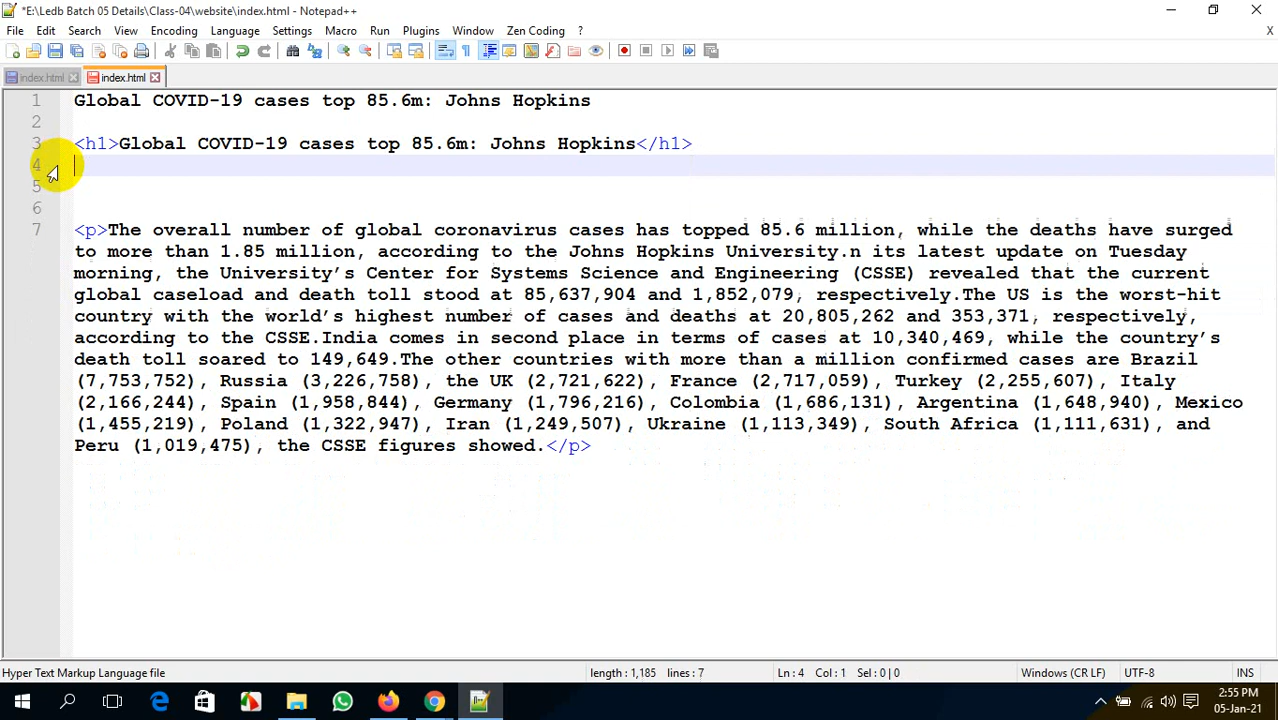 *E:\Ledb Batch 05 Details\Class-04\website\index.html - Notepad++
File Edit Search View Encoding Language Settings Macro Run Plugins Window Zen Coding ? X
index.html index.html
1 Global COVID-19 cases top 85.6m: Johns Hopkins
2
3 <h1>Global COVID-19 cases top 85.6m: Johns Hopkins</h1>
4
5
6
7 <p>The overall number of global coronavirus cases has topped 85.6 million, while the deaths have surged
to more than 1.85 million, according to the Johns Hopkins University.n its latest update on Tuesday
morning, the University’s Center for Systems Science and Engineering (CSSE) revealed that the current
global caseload and death toll stood at 85,637,904 and 1,852,079, respectively.The US is the worst-hit
country with the world’s highest number of cases and deaths at 20,805,262 and 353,371, respectively,
according to the CSSE.India comes in second place in terms of cases at 10,340,469, while the country’s
death toll soared to 149,649.The other countries with more than a million confirmed cases are Brazil
(7,753,752), Russia (3,226,758), the UK (2,721,622), France (2,717,059), Turkey (2,255,607), Italy
(2,166,244), Spain (1,958,844), Germany (1,796,216), Colombia (1,686,131), Argentina (1,648,940), Mexico
(1,455,219), Poland (1,322,947), Iran (1,249,507), Ukraine (1,113,349), South Africa (1,111,631), and
Peru (1,019,475), the CSSE figures showed.</p>
Hyper Text Markup Language file length : 1,185 lines : 7 Ln : 4 Col : 1 Sel : 0 | 0 Windows (CR LF) UTF-8 INS
2:55 PM
05-Jan-21